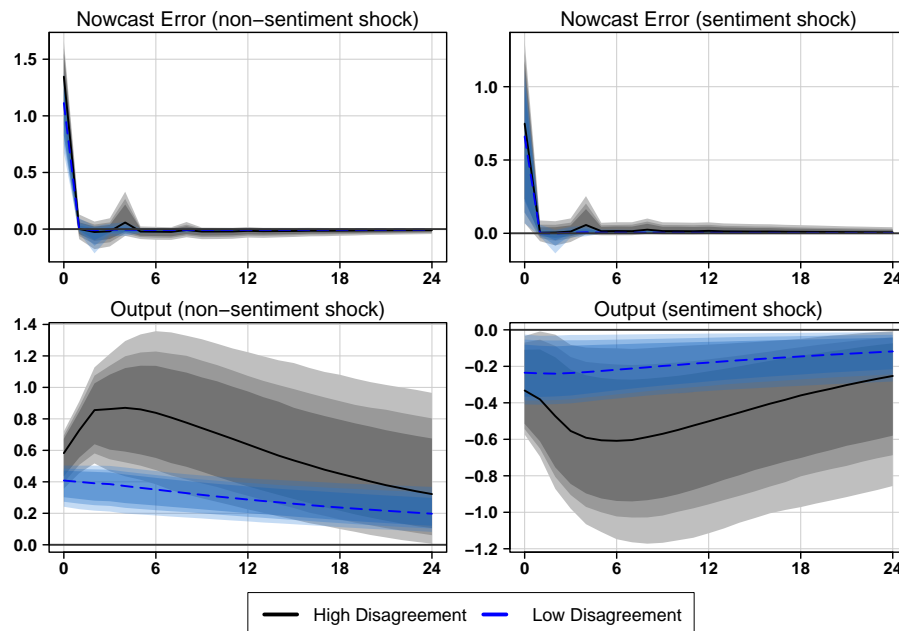 Nowcast Error (non−sentiment shock)
1.5
1.0
0.5
0.0
0 6 12 18 24
Nowcast Error (sentiment shock)
1.0
0.5
0.0
0 6 12 18 24
Output (non−sentiment shock)
1.4
1.2
1.0
0.8
0.6
0.4
0.2
0.0
0 6 12 18 24
Output (sentiment shock)
0.0
−0.2
−0.4
−0.6
−0.8
−1.0
−1.2
0 6 12 18 24
High Disagreement Low Disagreement